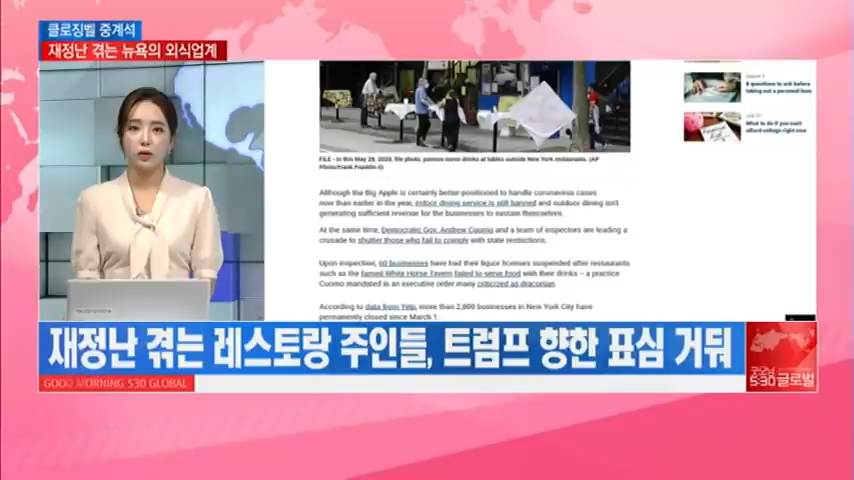 클로징벨 중계석
재정난 겪는 뉴욕의 외식업계
FILE - In this May 28, 2020, file photo, patrons order drinks at tables outside New York restaurants. (AP
Photo/Frank Franklin II)
Although the Big Apple is certainly better-positioned to handle coronavirus cases
now than earlier in the year, indoor dining service is still banned and outdoor dining isn't
generating sufficient revenue for the businesses to sustain themselves.
At the same time, Democratic Gov. Andrew Cuomo and a team of inspectors are leading a
crusade to shutter those who fail to comply with state restrictions.
Upon inspection, 60 businesses have had their liquor licenses suspended after restaurants
such as the famed White Horse Tavern failed to serve food with their drinks – a practice
Cuomo mandated in an executive order many criticized as draconian.
According to data from Yelp, more than 2,800 businesses in New York City have
permanently closed since March 1.
8 questions to ask before
taking out a personal loan
What to do if you can't
afford college right now
재정난 겪는 레스토랑 주인들, 트럼프 향한 표심 거둬
GOOD MORNING 530 GLOBAL
굿모닝
5:30 글로벌